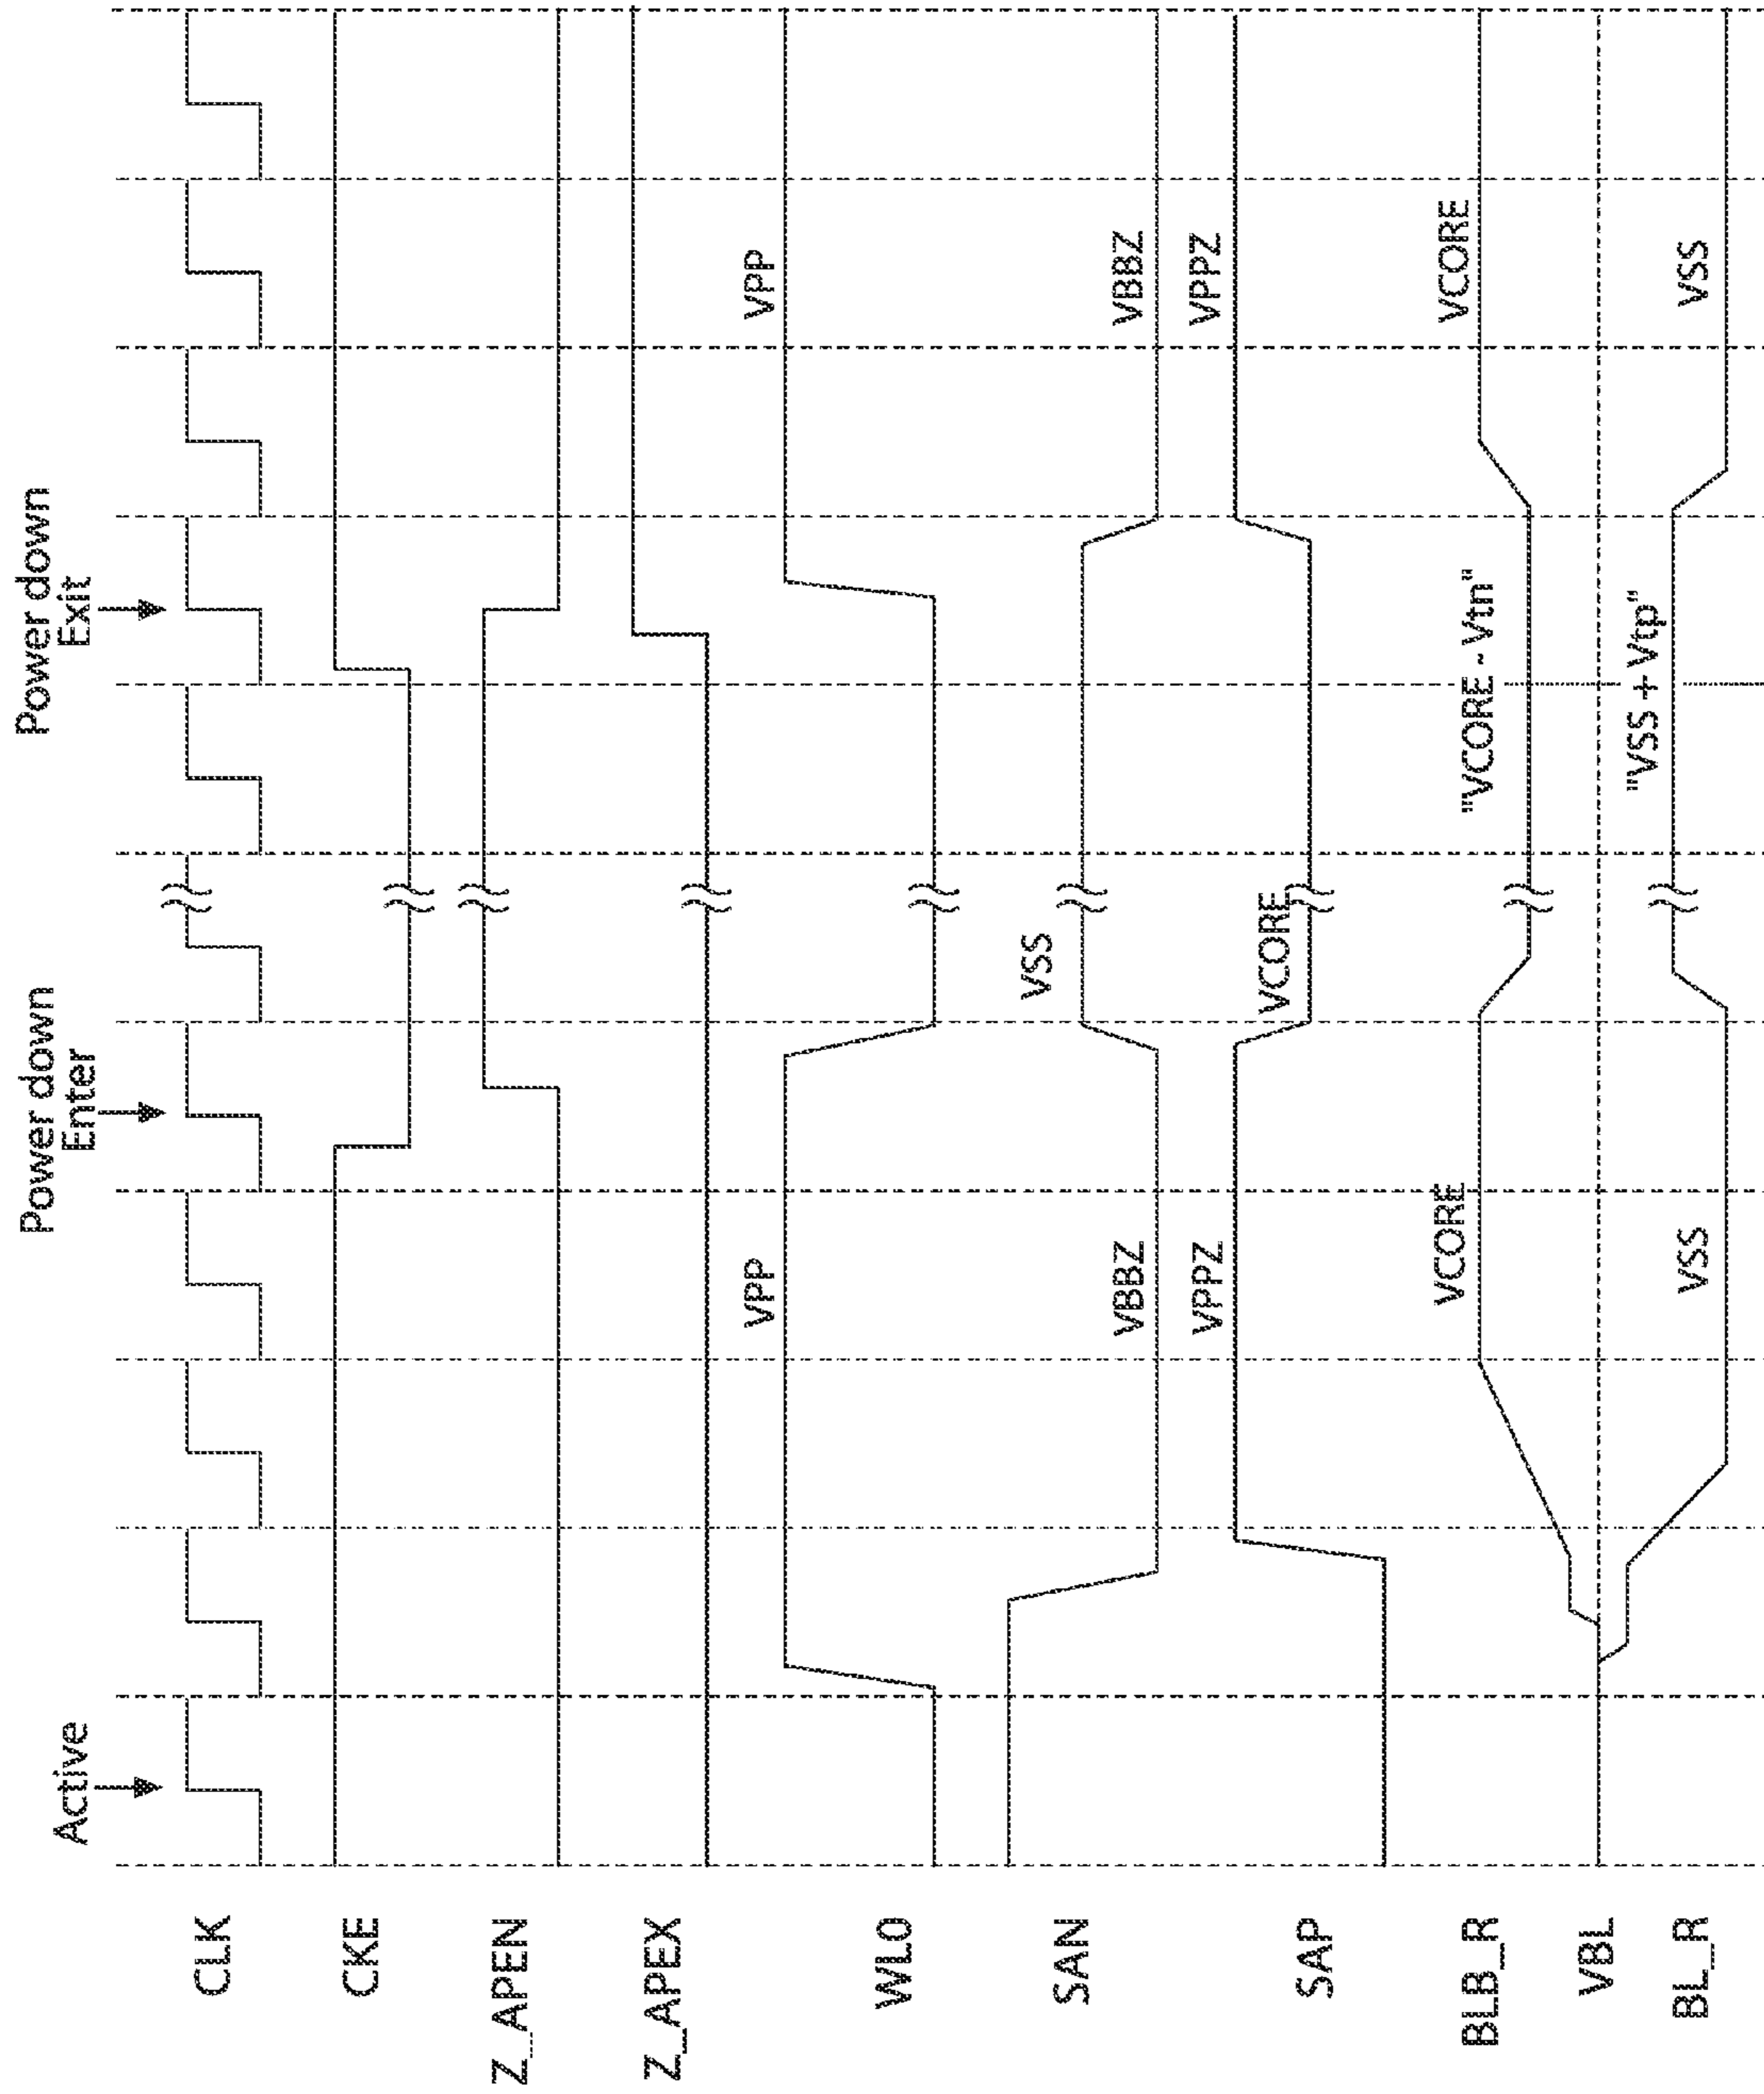 Active
Power down
Enter
Power down
Exit
CLK
CKE
Z_APEN
Z_APEX
WL0
VPP
VPP
SAN
VBBZ
VSS
VBBZ
SAP
VPPZ
VCORE
VPPZ
BLB_R
VCORE
"VCORE - Vtn"
VCORE
VBL
BL_R
VSS
"VSS + Vtp"
VSS